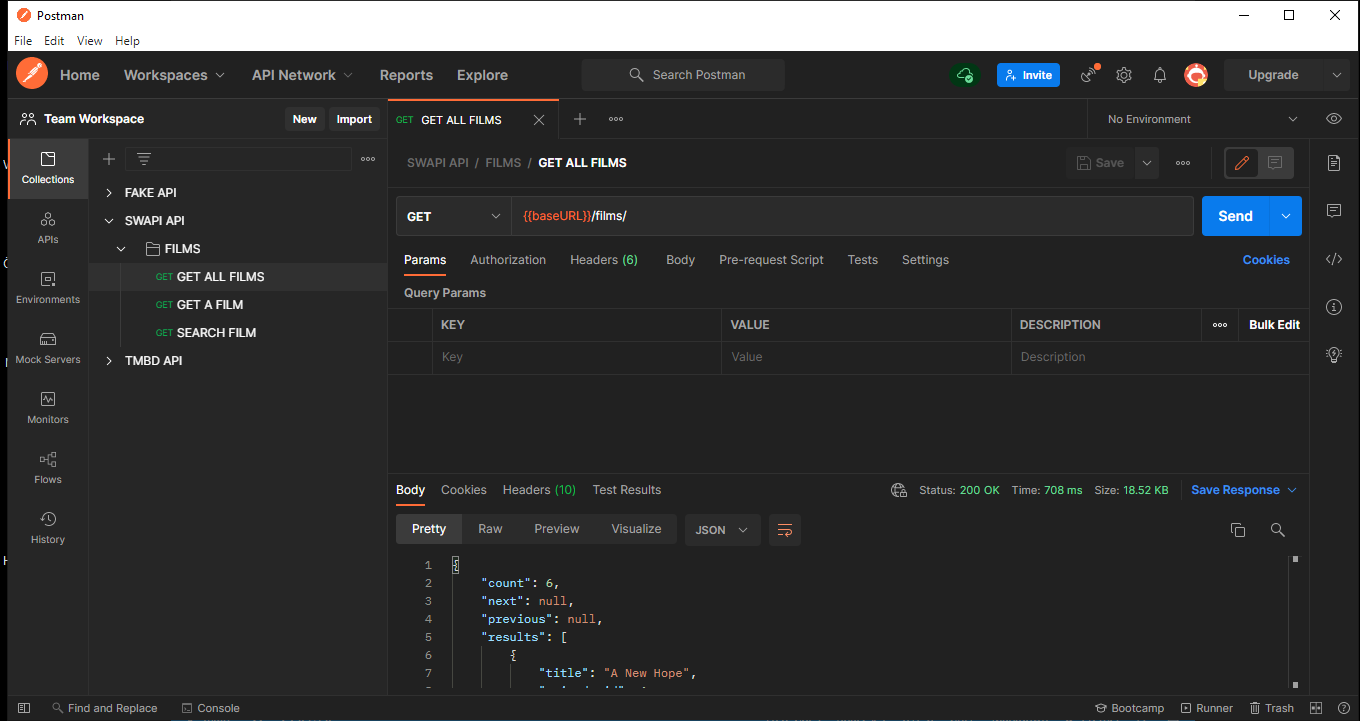 Postman
File Edit View Help
Home Workspaces API Network Reports Explore Search Postman Invite Upgrade
Team Workspace New Import GET GET ALL FILMS No Environment
Collections
APIs
Environments
Mock Servers
Monitors
Flows
History
FAKE API
SWAPI API
FILMS
GET GET ALL FILMS
GET GET A FILM
GET SEARCH FILM
TMBD API
SWAPI API / FILMS / GET ALL FILMS Save
GET {{baseURL}}/films/ Send
Params Authorization Headers (6) Body Pre-request Script Tests Settings Cookies
Query Params
KEY VALUE DESCRIPTION Bulk Edit
Key Value Description
Body Cookies Headers (10) Test Results Status: 200 OK Time: 708 ms Size: 18.52 KB Save Response
Pretty Raw Preview Visualize JSON
1 {
2 "count": 6,
3 "next": null,
4 "previous": null,
5 "results": [
6 {
7 "title": "A New Hope",
Find and Replace Console Bootcamp Runner Trash